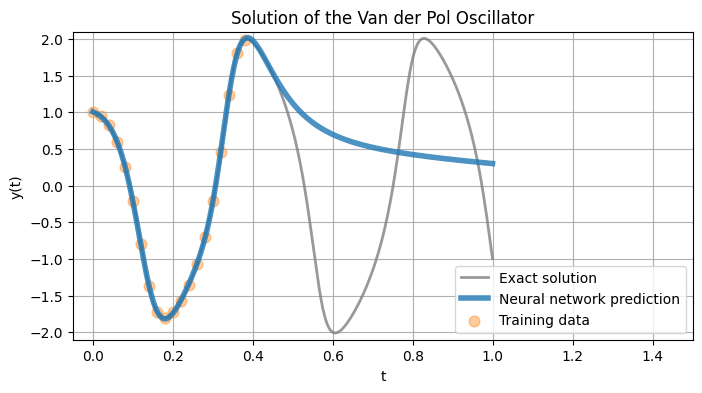 Solution of the Van der Pol Oscillator
y(t)
2.0
1.5
1.0
0.5
0.0
−0.5
−1.0
−1.5
−2.0
Exact solution
Neural network prediction
Training data
0.0 0.2 0.4 0.6 0.8 1.0 1.2 1.4
t